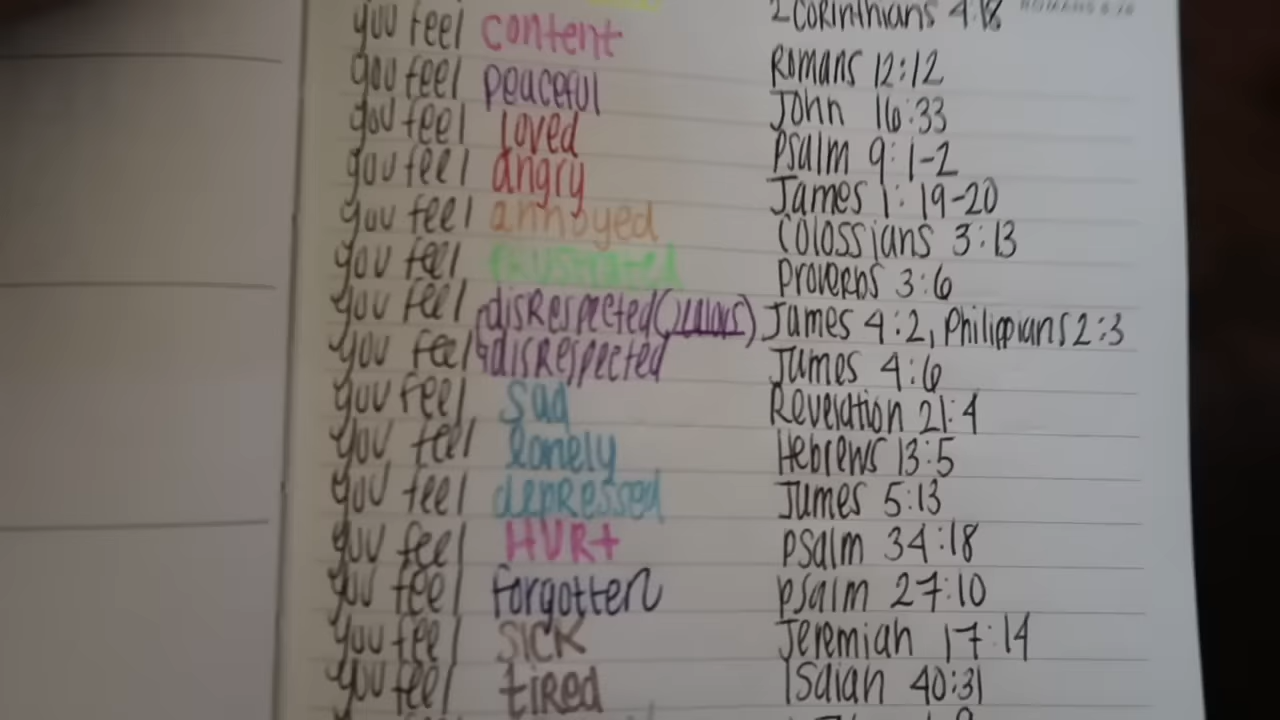 you feel content 2 Corinthians 4:18
you feel peaceful Romans 12:12
you feel loved John 16:33
you feel angry Psalm 9:1-2
you feel annoyed James 1:19-20
you feel frustrated Colossians 3:13
you feel disrespected (jealous) Proverbs 3:6
you feel disrespected James 4:2, Philippians 2:3
you feel sad James 4:6
you feel lonely Revelation 21:4
you feel depressed Hebrews 13:5
you feel HURt James 5:13
you feel forgotten psalm 34:18
you feel SICK psalm 27:10
you feel tired Jeremiah 17:14
Isaiah 40:31